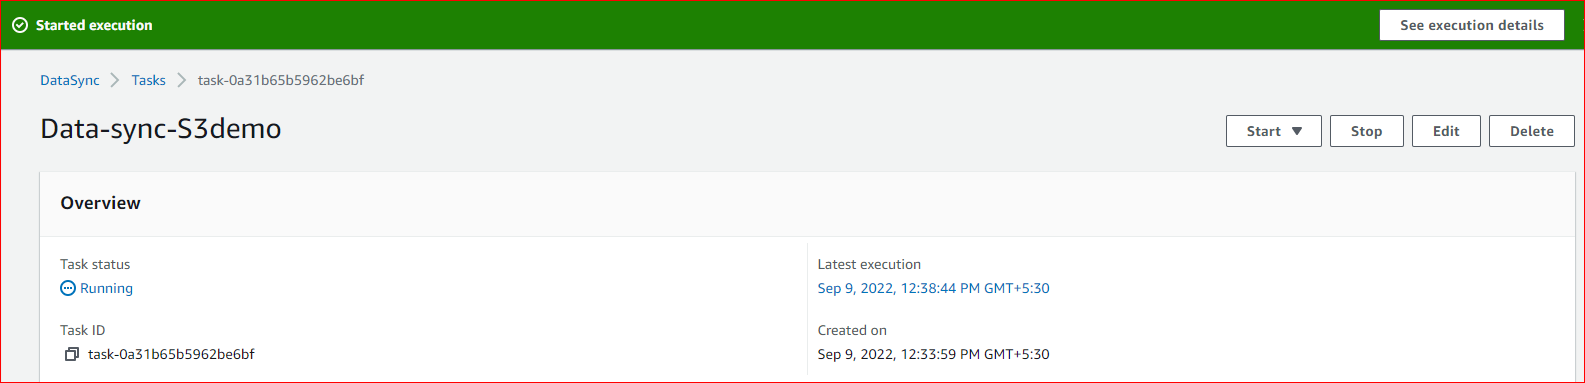 Started execution
See execution details
DataSync
Tasks
task-0a31b65b5962be6bf
Data-sync-S3demo
Start
Stop
Edit
Delete
Overview
Task status
Latest execution
Running
Sep 9, 2022, 12:38:44 PM GMT+5:30
Task ID
Created on
task-0a31b65b5962be6bf
Sep 9, 2022, 12:33:59 PM GMT+5:30